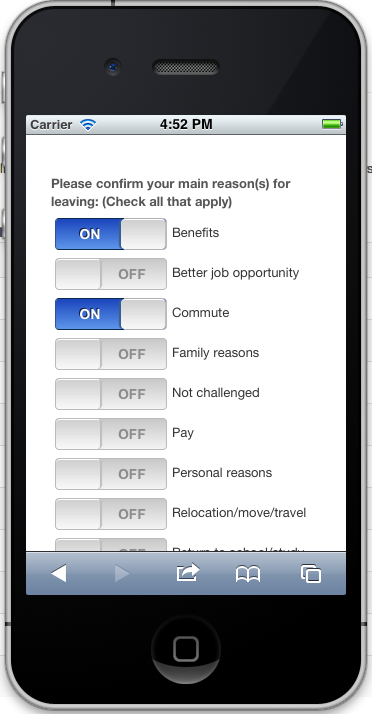 Carrier 4:52 PM
Please confirm your main reason(s) for
leaving: (Check all that apply)
ON Benefits
OFF Better job opportunity
ON Commute
OFF Family reasons
OFF Not challenged
OFF Pay
OFF Personal reasons
OFF Relocation/move/travel
OFF Return to school/study